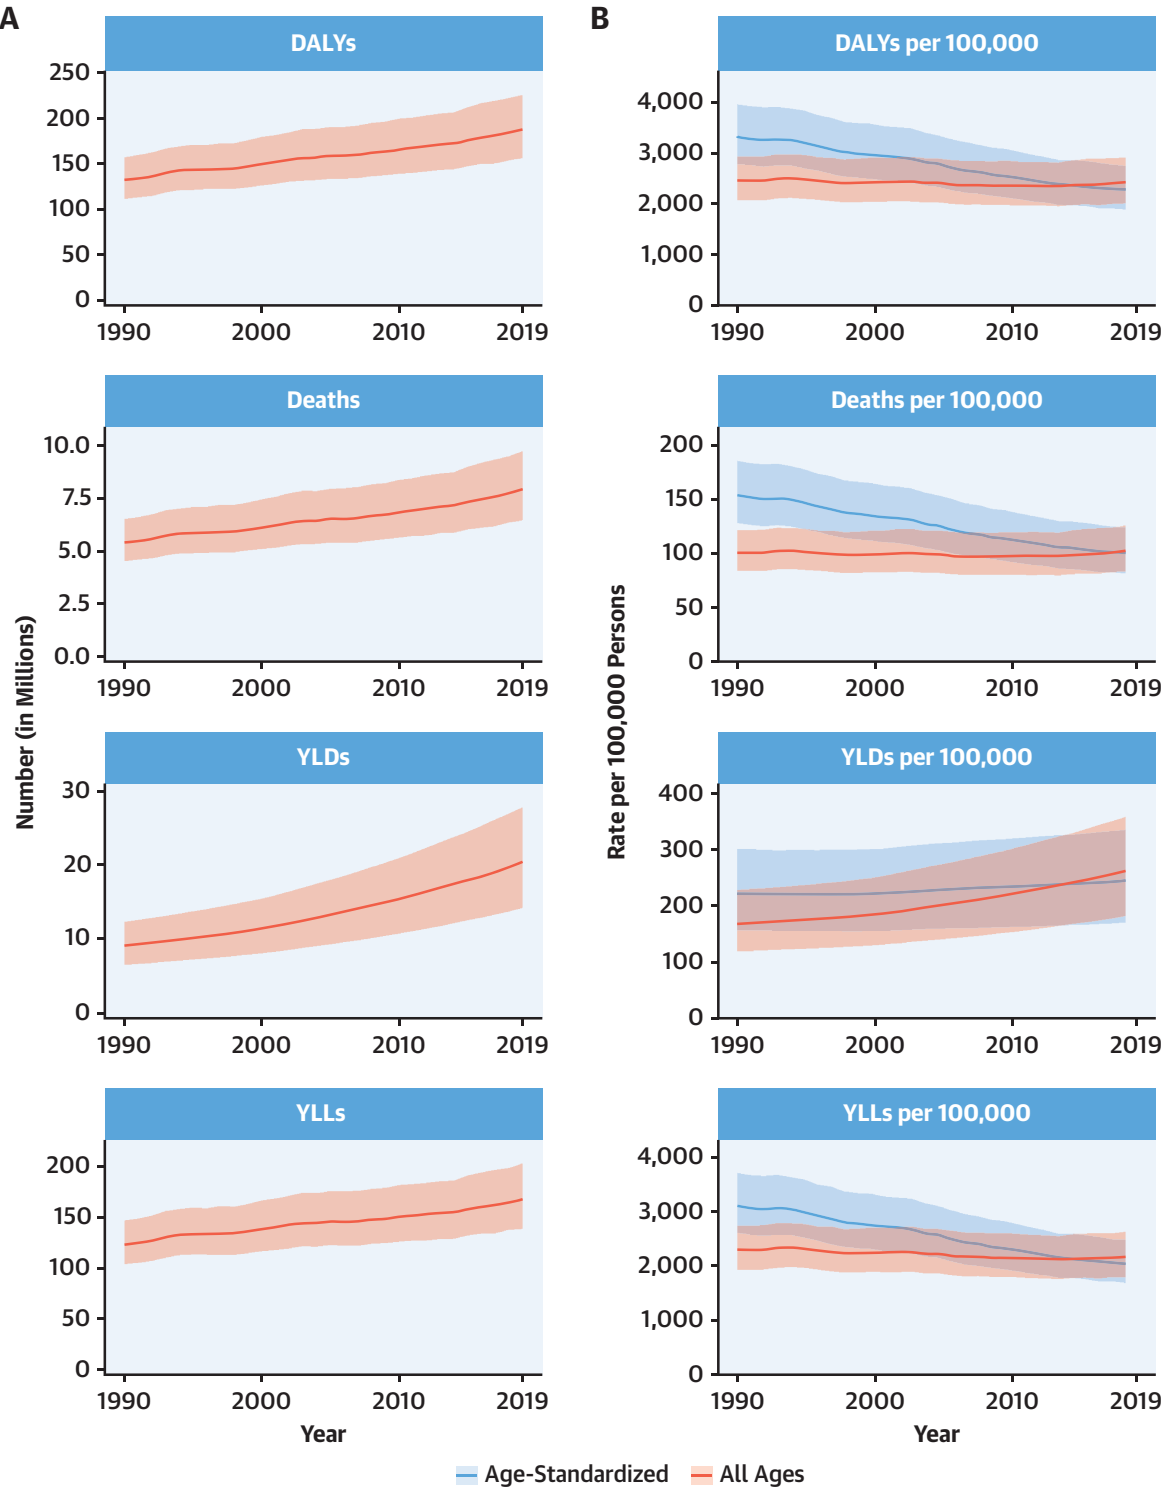 A
DALYs
250
200
150
100
50
0
1990 2000 2010 2019
Deaths
10.0
7.5
5.0
2.5
0.0
1990 2000 2010 2019
YLDs
30
20
10
0
1990 2000 2010 2019
YLLs
200
150
100
50
0
1990 2000 2010 2019
Year
Number (in Millions)
B
DALYs per 100,000
4,000
3,000
2,000
1,000
0
1990 2000 2010 2019
Deaths per 100,000
200
150
100
50
0
1990 2000 2010 2019
YLDs per 100,000
400
300
200
100
0
1990 2000 2010 2019
YLLs per 100,000
4,000
3,000
2,000
1,000
0
1990 2000 2010 2019
Year
Rate per 100,000 Persons
Age-Standardized All Ages